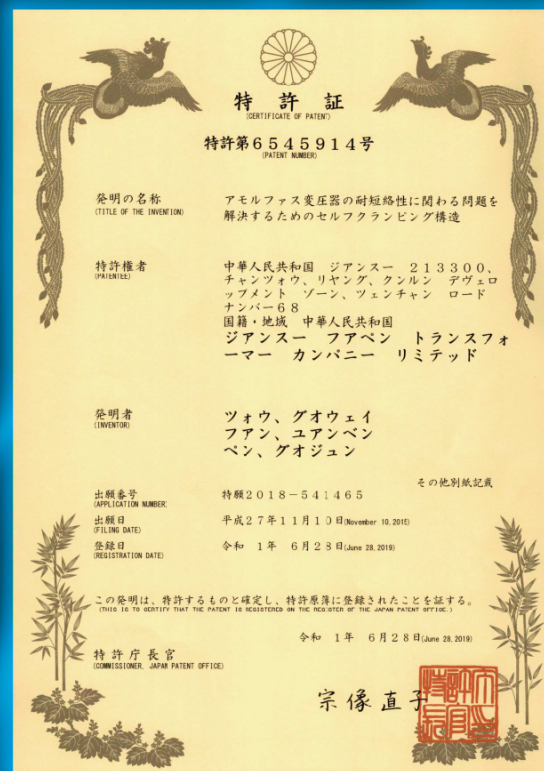 特許証
(CERTIFICATE OF PATENT)
特許第6545914号
(PATENT NUMBER)
発明の名称
(TITLE OF THE INVENTION)
アモルファス変圧器の耐短絡性に関わる問題を
解決するためのセルフクランピング構造
特許権者
(PATENTEE)
中華人民共和国 ジアンスー 213300、
チャンツォウ、リヤング、クンルン デヴェロ
ップメント ゾーン、ツェンチャン ロード
ナンバー68
国籍・地域 中華人民共和国
ジアンスー フアペン トランスフォ
ーマー カンパニー リミテッド
発明者
(INVENTOR)
ツォウ、グオウェイ
フアン、ユアンベン
ペン、グオジュン
その他別紙記載
出願番号
(APPLICATION NUMBER)
特願2018-541465
出願日
(FILING DATE)
平成27年11月10日(November 10,2015)
登録日
(REGISTRATION DATE)
令和 1年 6月28日(June 28,2019)
この発明は、特許するものと確定し、特許原簿に登録されたことを証する。
(THIS IS TO CERTIFY THAT THE PATENT IS REGISTERED ON THE REGISTER OF THE JAPAN PATENT OFFICE.)
令和 1年 6月28日(June 28,2019)
特許庁長官
(COMMISSIONER, JAPAN PATENT OFFICE)
宗像直子